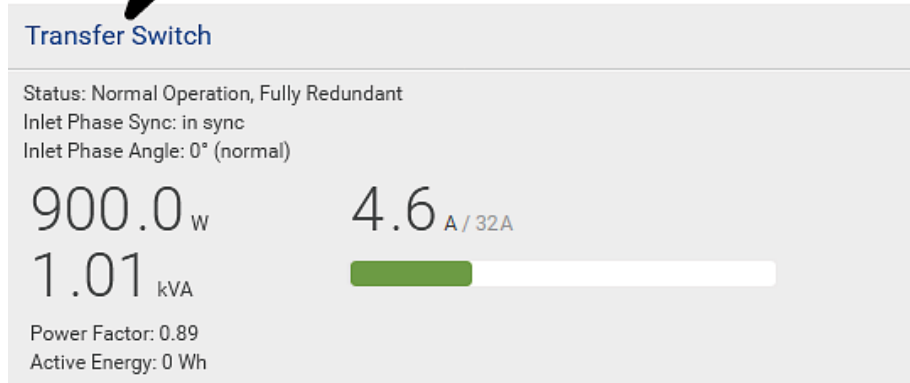 Transfer Switch
Status: Normal Operation, Fully Redundant
Inlet Phase Sync: in sync
Inlet Phase Angle: 0° (normal)
900.0 W
4.6 A / 32A
1.01 kVA
Power Factor: 0.89
Active Energy: 0 Wh